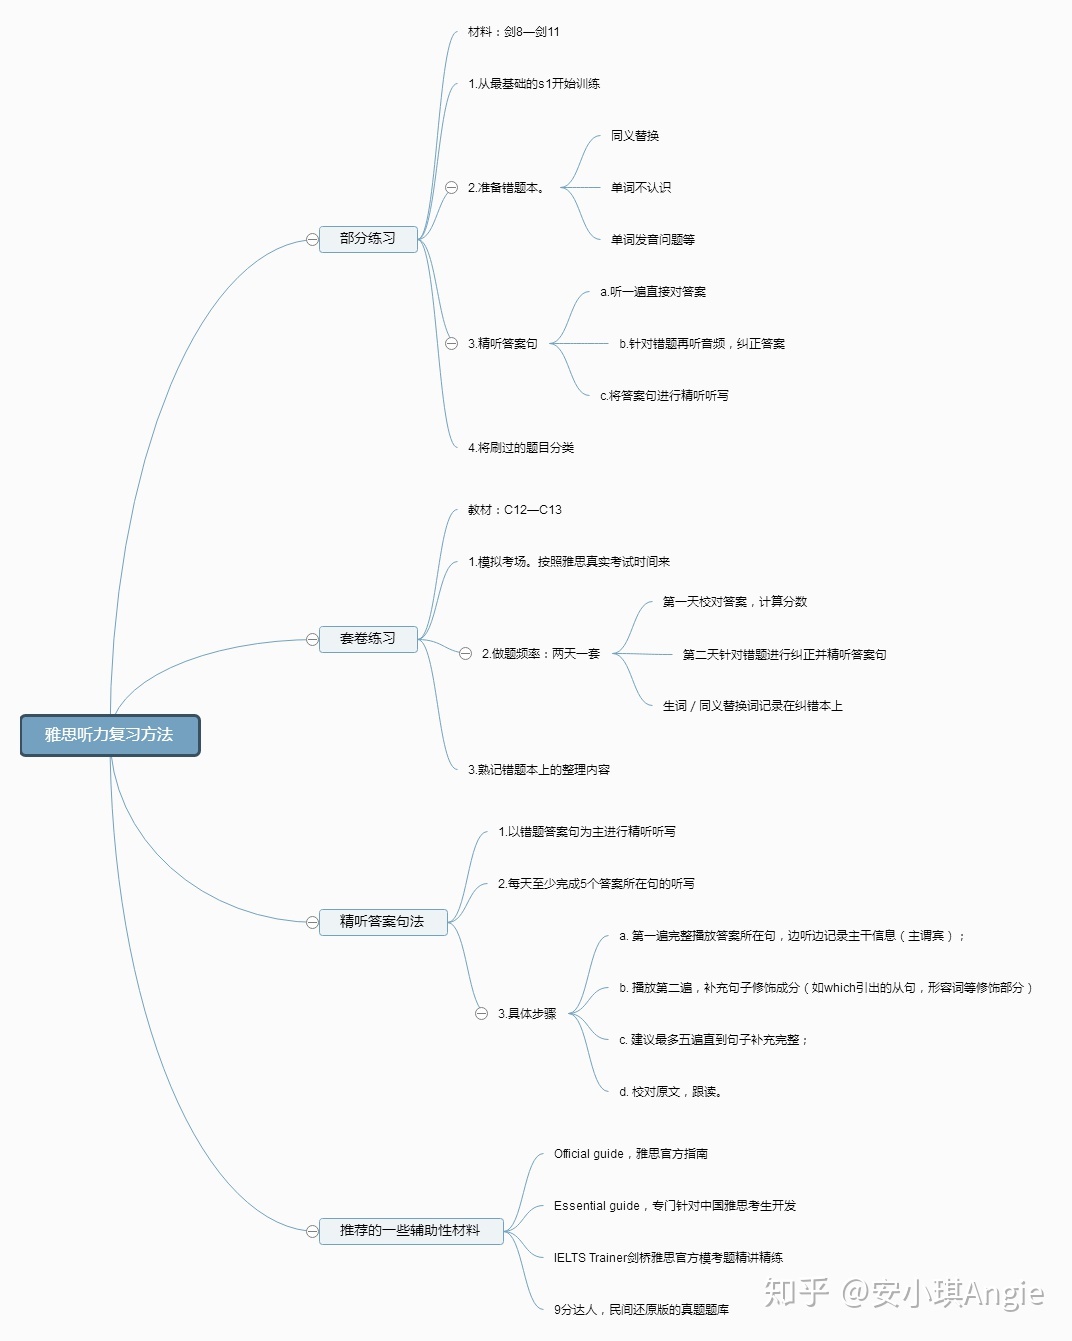 材料：剑8—剑11
1.从最基础的s1开始训练
同义替换
2.准备错题本。
单词不认识
单词发音问题等
部分练习
a.听一遍直接对答案
3.精听答案句
b.针对错题再听音频，纠正答案
c.将答案句进行精听听写
4.将刷过的题目分类
教材：C12—C13
1.模拟考场。按照雅思真实考试时间来
第一天校对答案，计算分数
套卷练习
2.做题频率：两天一套
第二天针对错题进行纠正并精听答案句
生词 / 同义替换词记录在纠错本上
雅思听力复习方法
3.熟记错题本上的整理内容
1.以错题答案句为主进行精听听写
2.每天至少完成5个答案所在句的听写
精听答案句法
a. 第一遍完整播放答案所在句，边听边记录主干信息（主谓宾）；
b. 播放第二遍，补充句子修饰成分（如which引出的从句，形容词等修饰部分）
3.具体步骤
c. 建议最多五遍直到句子补充完整；
d. 校对原文，跟读。
Official guide，雅思官方指南
Essential guide，专门针对中国雅思考生开发
推荐的一些辅助性材料
IELTS Trainer剑桥雅思官方模考题精讲精练
9分达人，民间还原版的真题题库
知乎 @安小琪Angie